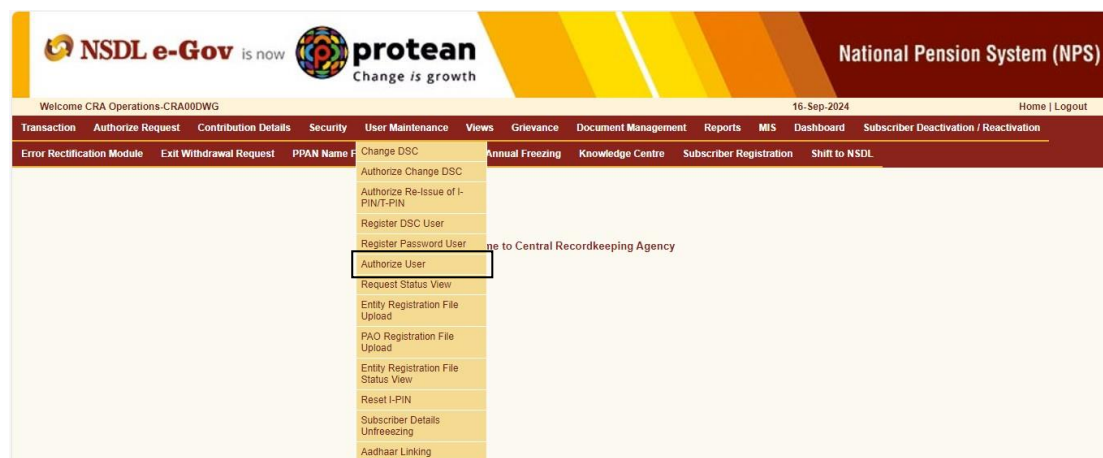 NSDL e-Gov is now protean
Change is growth
National Pension System (NPS)
Welcome CRA Operations-CRA00DWG 16-Sep-2024 Home | Logout
Transaction Authorize Request Contribution Details Security User Maintenance Views Grievance Document Management Reports MIS Dashboard Subscriber Deactivation / Reactivation
Error Rectification Module Exit Withdrawal Request PPAN Name Annual Freezing Knowledge Centre Subscriber Registration Shift to NSDL
Change DSC
Authorize Change DSC
Authorize Re-Issue of I-
PIN/T-PIN
Register DSC User
Register Password User
me to Central Recordkeeping Agency
Authorize User
Request Status View
Entity Registration File
Upload
PAO Registration File
Upload
Entity Registration File
Status View
Reset I-PIN
Subscriber Details
Unfreeezing
Aadhaar Linking